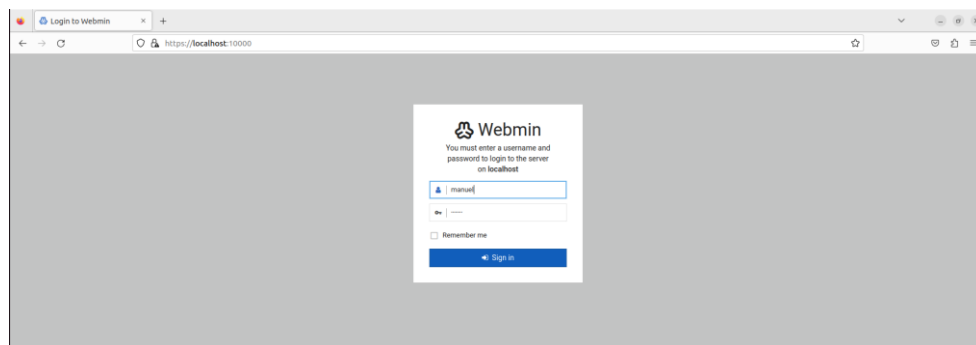 Login to Webmin
https://localhost:10000
Webmin
You must enter a username and
password to login to the server
on localhost
manuel
Remember me
Sign in